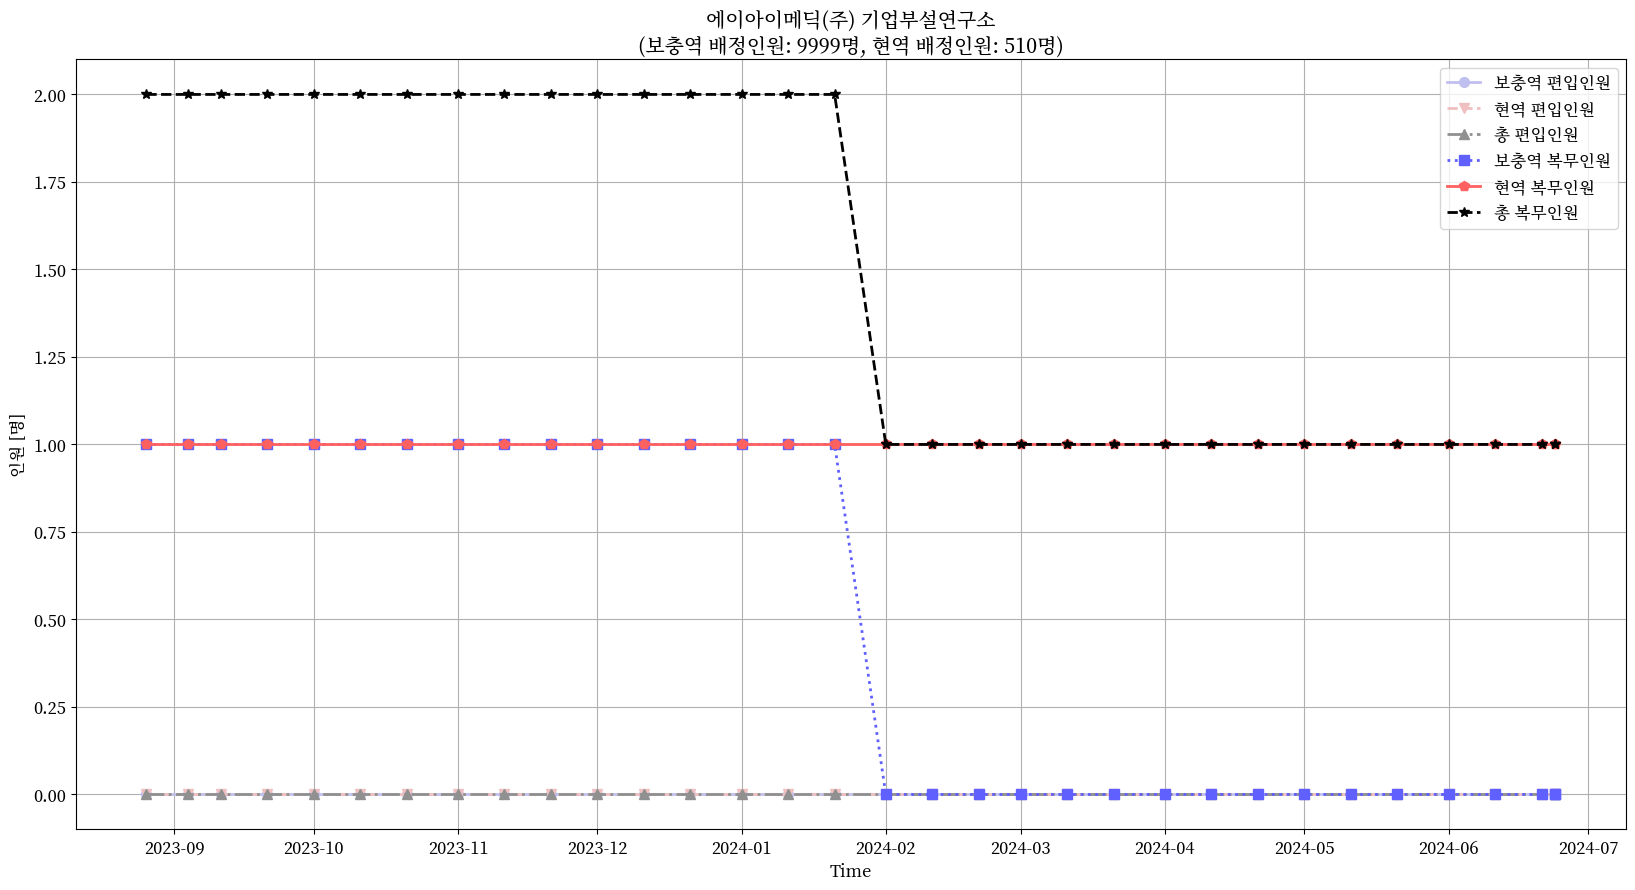 에이아이메딕(주) 기업부설연구소
(보충역 배정인원: 9999명, 현역 배정인원: 510명)
보충역 편입인원
현역 편입인원
총 편입인원
보충역 복무인원
현역 복무인원
총 복무인원
인원 [명]
2.00
1.75
1.50
1.25
1.00
0.75
0.50
0.25
0.00
2023-09 2023-10 2023-11 2023-12 2024-01 2024-02 2024-03 2024-04 2024-05 2024-06 2024-07
Time